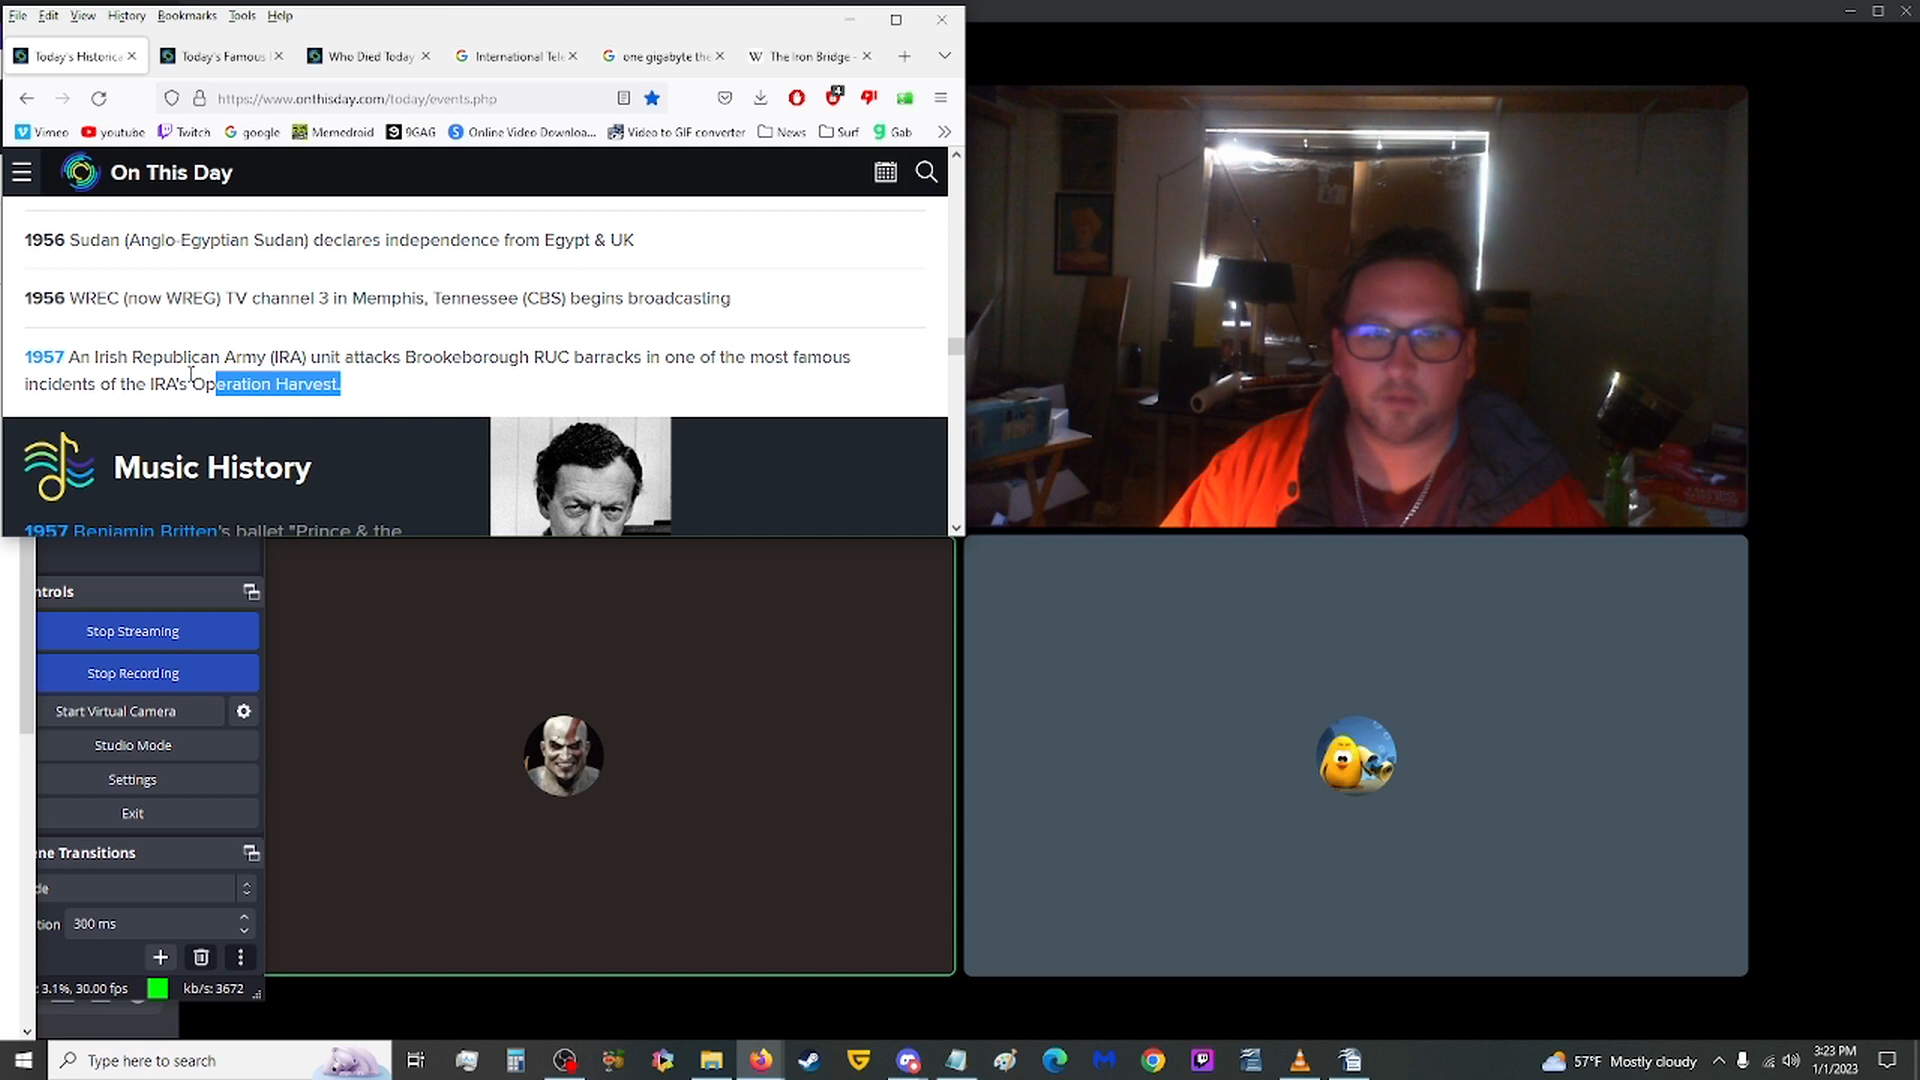 File Edit View History Bookmarks Tools Help
Today's Historica
Today's Famous
Who Died Today
International Tele
one gigabyte the
The Iron Bridge -
https://www.onthisday.com/today/events.php
Vimeo youtube Twitch google Memedroid 9GAG Online Video Downloa... Video to GIF converter News Surf Gab
On This Day
1956 Sudan (Anglo-Egyptian Sudan) declares independence from Egypt & UK
1956 WREC (now WREG) TV channel 3 in Memphis, Tennessee (CBS) begins broadcasting
1957 An Irish Republican Army (IRA) unit attacks Brookeborough RUC barracks in one of the most famous
incidents of the IRA's Operation Harvest.
Music History
1957 Benjamin Britten's ballet "Prince & the
ntrols
Stop Streaming
Stop Recording
Start Virtual Camera
Studio Mode
Settings
Exit
ne Transitions
de
tion 300 ms
: 3.1%, 30.00 fps kb/s: 3672
Type here to search
57°F Mostly cloudy
3:23 PM
1/1/2023